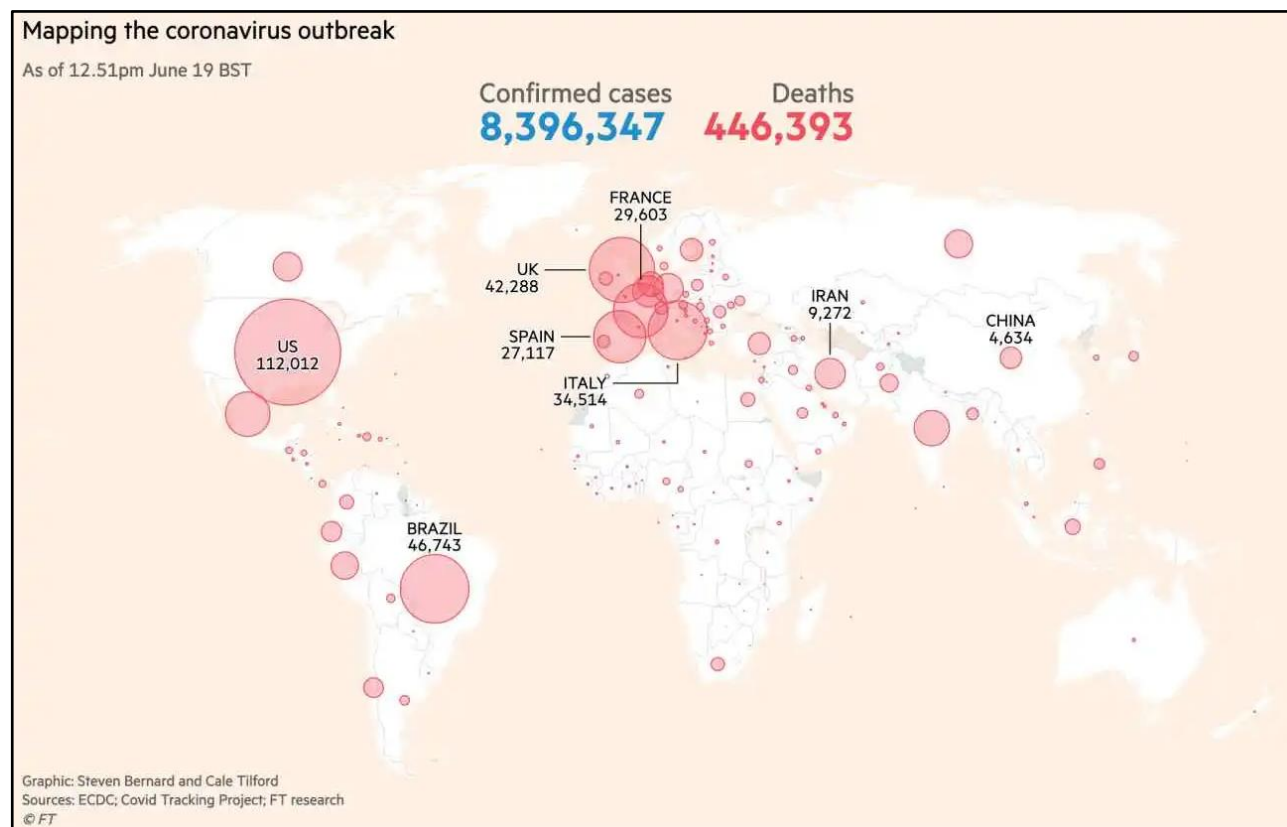 Mapping the coronavirus outbreak
As of 12.51pm June 19 BST
Confirmed cases
8,396,347
Deaths
446,393
FRANCE
29,603
UK
42,288
SPAIN
27,117
ITALY
34,514
IRAN
9,272
CHINA
4,634
US
112,012
BRAZIL
46,743
Graphic: Steven Bernard and Cale Tilford
Sources: ECDC; Covid Tracking Project; FT research
© FT